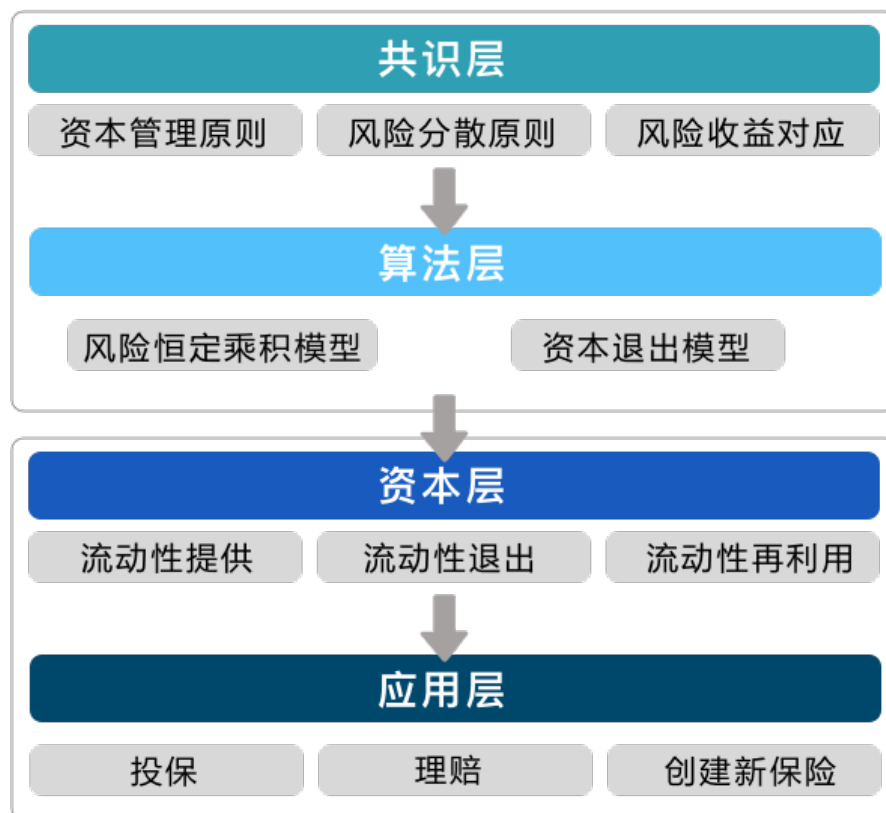 共识层
资本管理原则 风险分散原则 风险收益对应
算法层
风险恒定乘积模型 资本退出模型
资本层
流动性提供 流动性退出 流动性再利用
应用层
投保 理赔 创建新保险